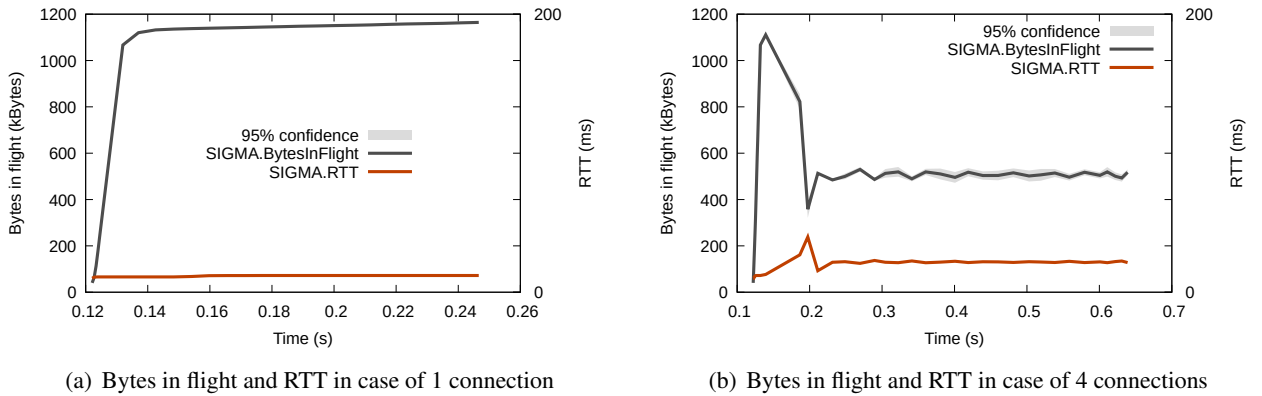 1200
1000
800
600
400
200
0
Bytes in flight (kBytes)
0.12 0.14 0.16 0.18 0.2 0.22 0.24 0.26
Time (s)
200
0
RTT (ms)
95% confidence
SIGMA.BytesInFlight
SIGMA.RTT
(a) Bytes in flight and RTT in case of 1 connection
1200
1000
800
600
400
200
0
Bytes in flight (kBytes)
0.1 0.2 0.3 0.4 0.5 0.6 0.7
Time (s)
200
0
RTT (ms)
95% confidence
SIGMA.BytesInFlight
SIGMA.RTT
(b) Bytes in flight and RTT in case of 4 connections